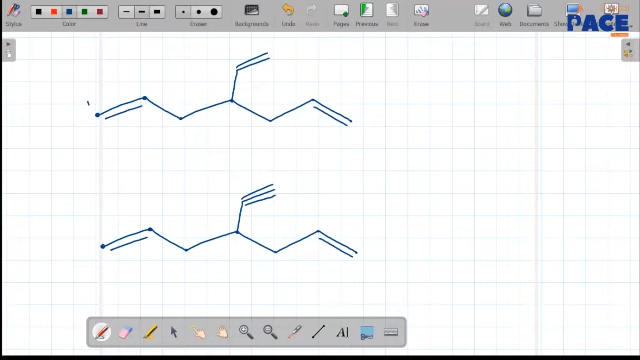 Stylus
Color
Line
Eraser
Backgrounds
Undo
Redo
Pages
Previous
Next
Erase
Board
Web
Documents
PACE
A